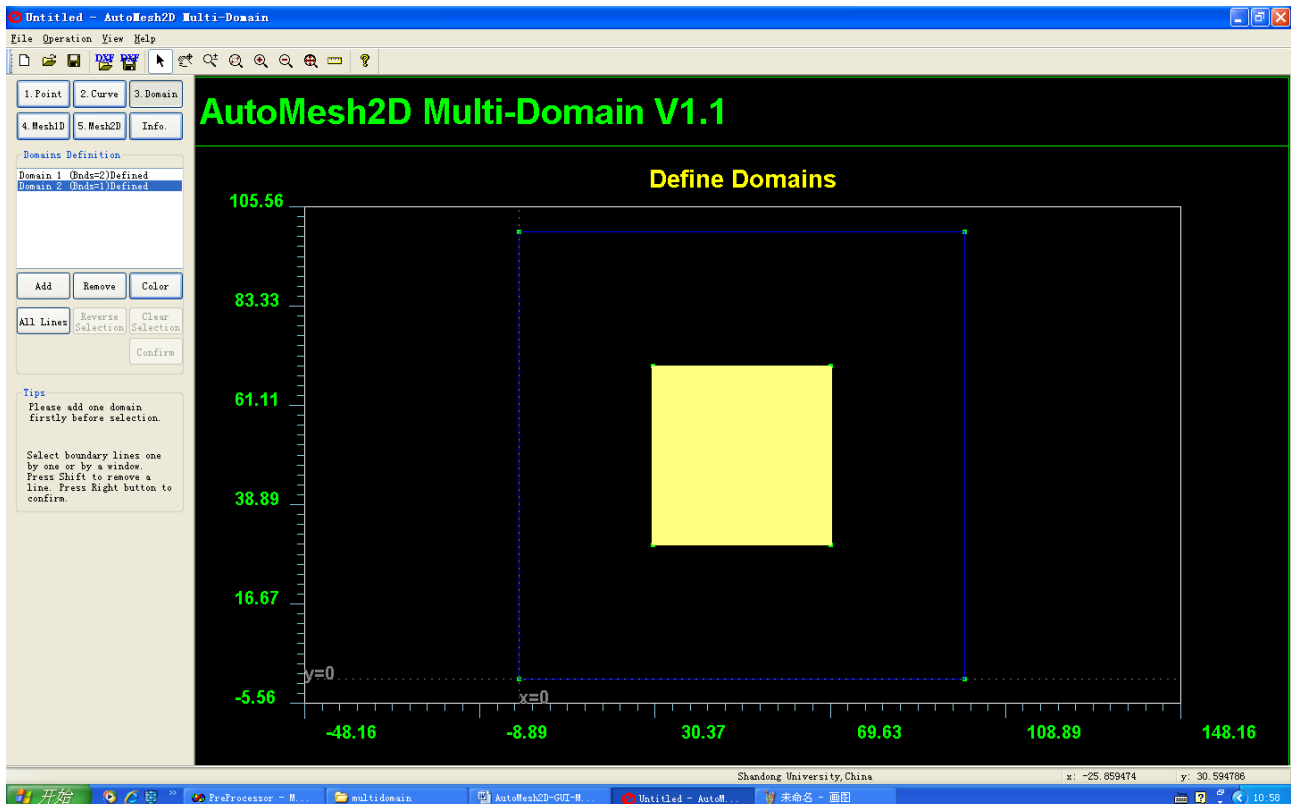 Untitled - AutoMesh2D Multi-Domain
File Operation View Help
DXF DXF
1.Point 2.Curve 3.Domain
4.Mesh1D 5.Mesh2D Info.
Domains Definition
Domain 1 (Bnds=2)Defined
Domain 2 (Bnds=1)Defined
Add Remove Color
All Lines Reverse Selection Clear Selection
Confirm
Tips
Please add one domain
firstly before selection.
Select boundary lines one
by one or by a window.
Press Shift to remove a
line. Press Right button to
confirm.
AutoMesh2D Multi-Domain V1.1
Define Domains
105.56
83.33
61.11
38.89
16.67
y=0
-5.56
x=0
-48.16 -8.89 30.37 69.63 108.89 148.16
Shandong University,China x: -25.859474 y: 30.594786
开始 PreProcessor - M... multidomain AutoMesh2D-GUI-M... Untitled - AutoM... 未命名 - 画图 10:58